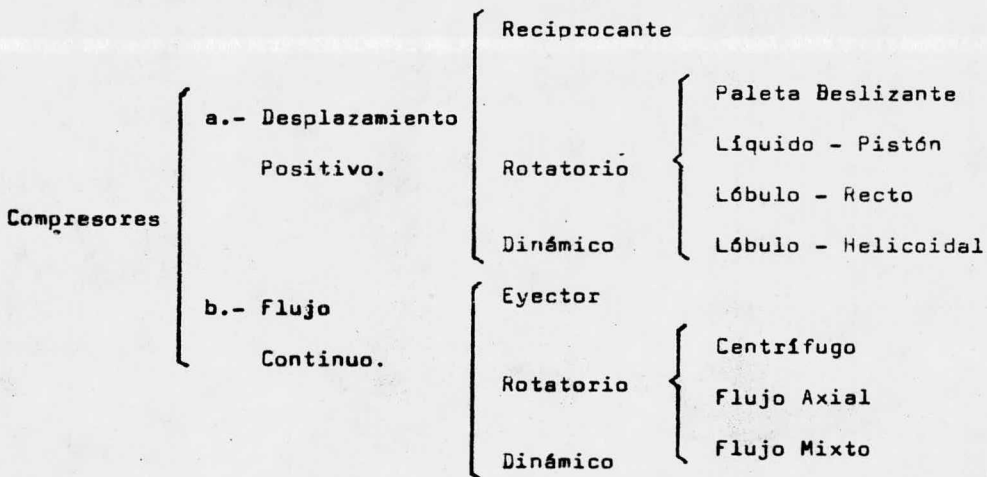 Reciprocante
Paleta Beslizante
a.- Desplazamiento
Líquido - Pistón
Positivo.
Rotatorio
Lóbulo - Recto
Compresores
Dinámico
Lóbulo - Helicoidal
Eyector
b.- Flujo
Centrífugo
Continuo.
Rotatorio
Flujo Axial
Flujo Mixto
Dinámico